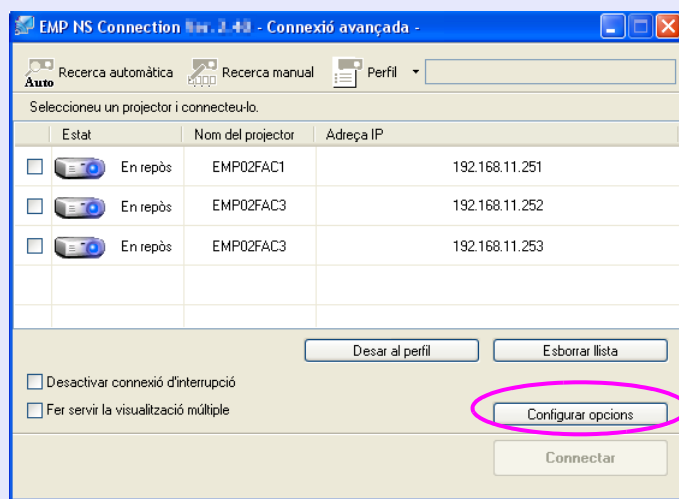 EMP NS Connection - Connexió avançada -
Auto Recerca automàtica Recerca manual Perfil
Seleccioneu un projector i connecteu-lo.
Estat Nom del projector Adreça IP
En repòs EMP02FAC1 192.168.11.251
En repòs EMP02FAC3 192.168.11.252
En repòs EMP02FAC3 192.168.11.253
Desar al perfil Esborrar llista
Desactivar connexió d'interrupció
Fer servir la visualització múltiple
Configurar opcions
Connectar